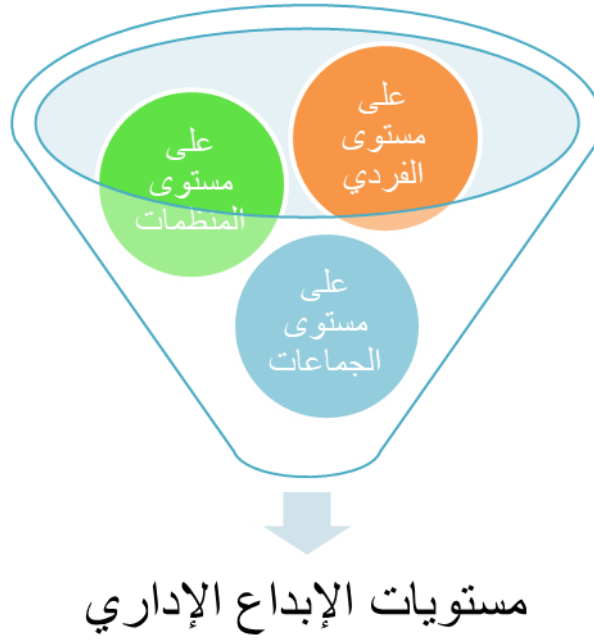 على
مستوى
الفردي
على
مستوى
المنظمات
على
مستوى
الجماعات
مستويات الإبداع الإداري